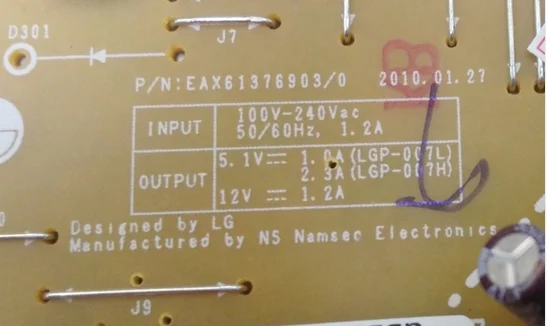 D301
J7
P/N:EAX61376903/0 2010.01.27
INPUT
100V-240Vac
50/60Hz, 1.2A
OUTPUT
5.1V⎓ 1.0A(LGP-007L)
2.3A(LGP-007H)
12V⎓ 1.2A
Designed by LG
Manufactured by NS Namsec Electronics
J9